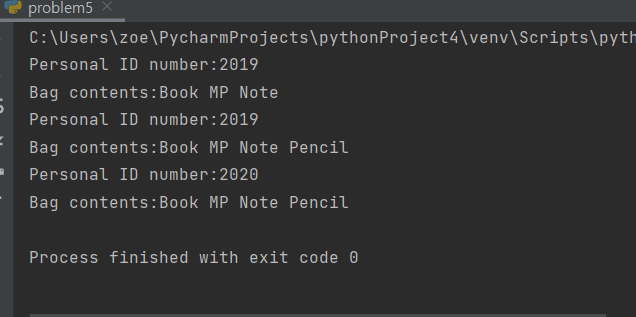 problem5
C:\Users\zoe\PycharmProjects\pythonProject4\venv\Scripts\pyth
Personal ID number:2019
Bag contents:Book MP Note
Personal ID number:2019
Bag contents:Book MP Note Pencil
Personal ID number:2020
Bag contents:Book MP Note Pencil
Process finished with exit code 0